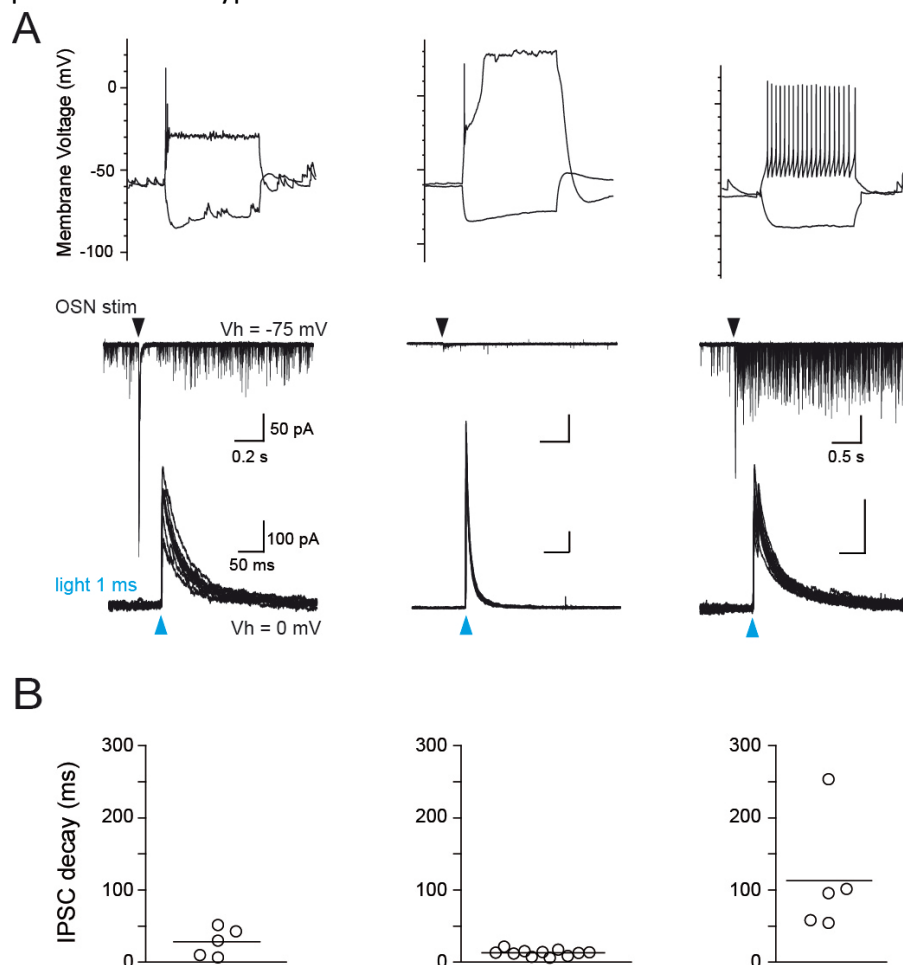 A
Membrane Voltage (mV)
0
-50
-100
OSN stim
Vh = -75 mV
50 pA
0.2 s
0.5 s
100 pA
50 ms
light 1 ms
Vh = 0 mV
B
IPSC decay (ms)
300
200
100
0
300
200
100
0
300
200
100
0